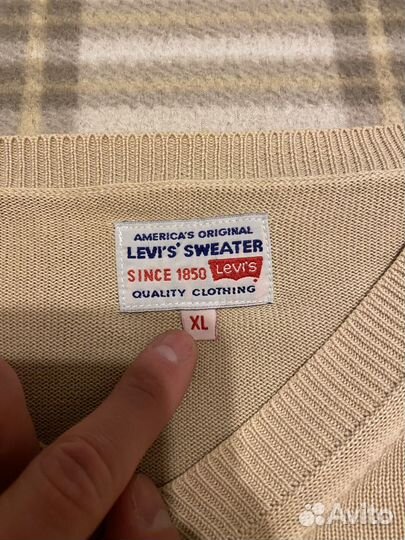 AMERICA'S ORIGINAL
LEVI'S® SWEATER
SINCE 1850 Levi's
QUALITY CLOTHING
XL
Avito